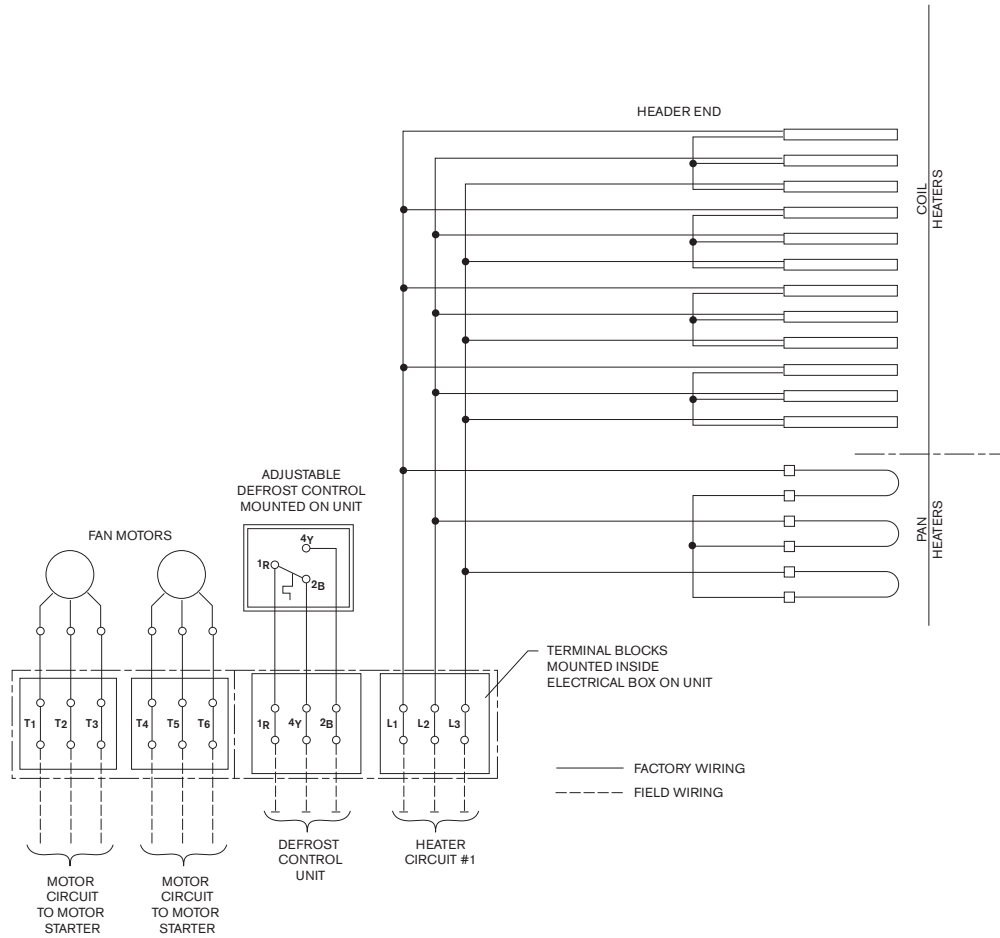 HEADER END
COIL
HEATERS
PAN
HEATERS
ADJUSTABLE
DEFROST CONTROL
MOUNTED ON UNIT
4Y
1R
2B
FAN MOTORS
TERMINAL BLOCKS
MOUNTED INSIDE
ELECTRICAL BOX ON UNIT
T1 T2 T3
T4 T5 T6
1R 4Y 2B
L1 L2 L3
FACTORY WIRING
FIELD WIRING
MOTOR
CIRCUIT
TO MOTOR
STARTER
MOTOR
CIRCUIT
TO MOTOR
STARTER
DEFROST
CONTROL
UNIT
HEATER
CIRCUIT #1